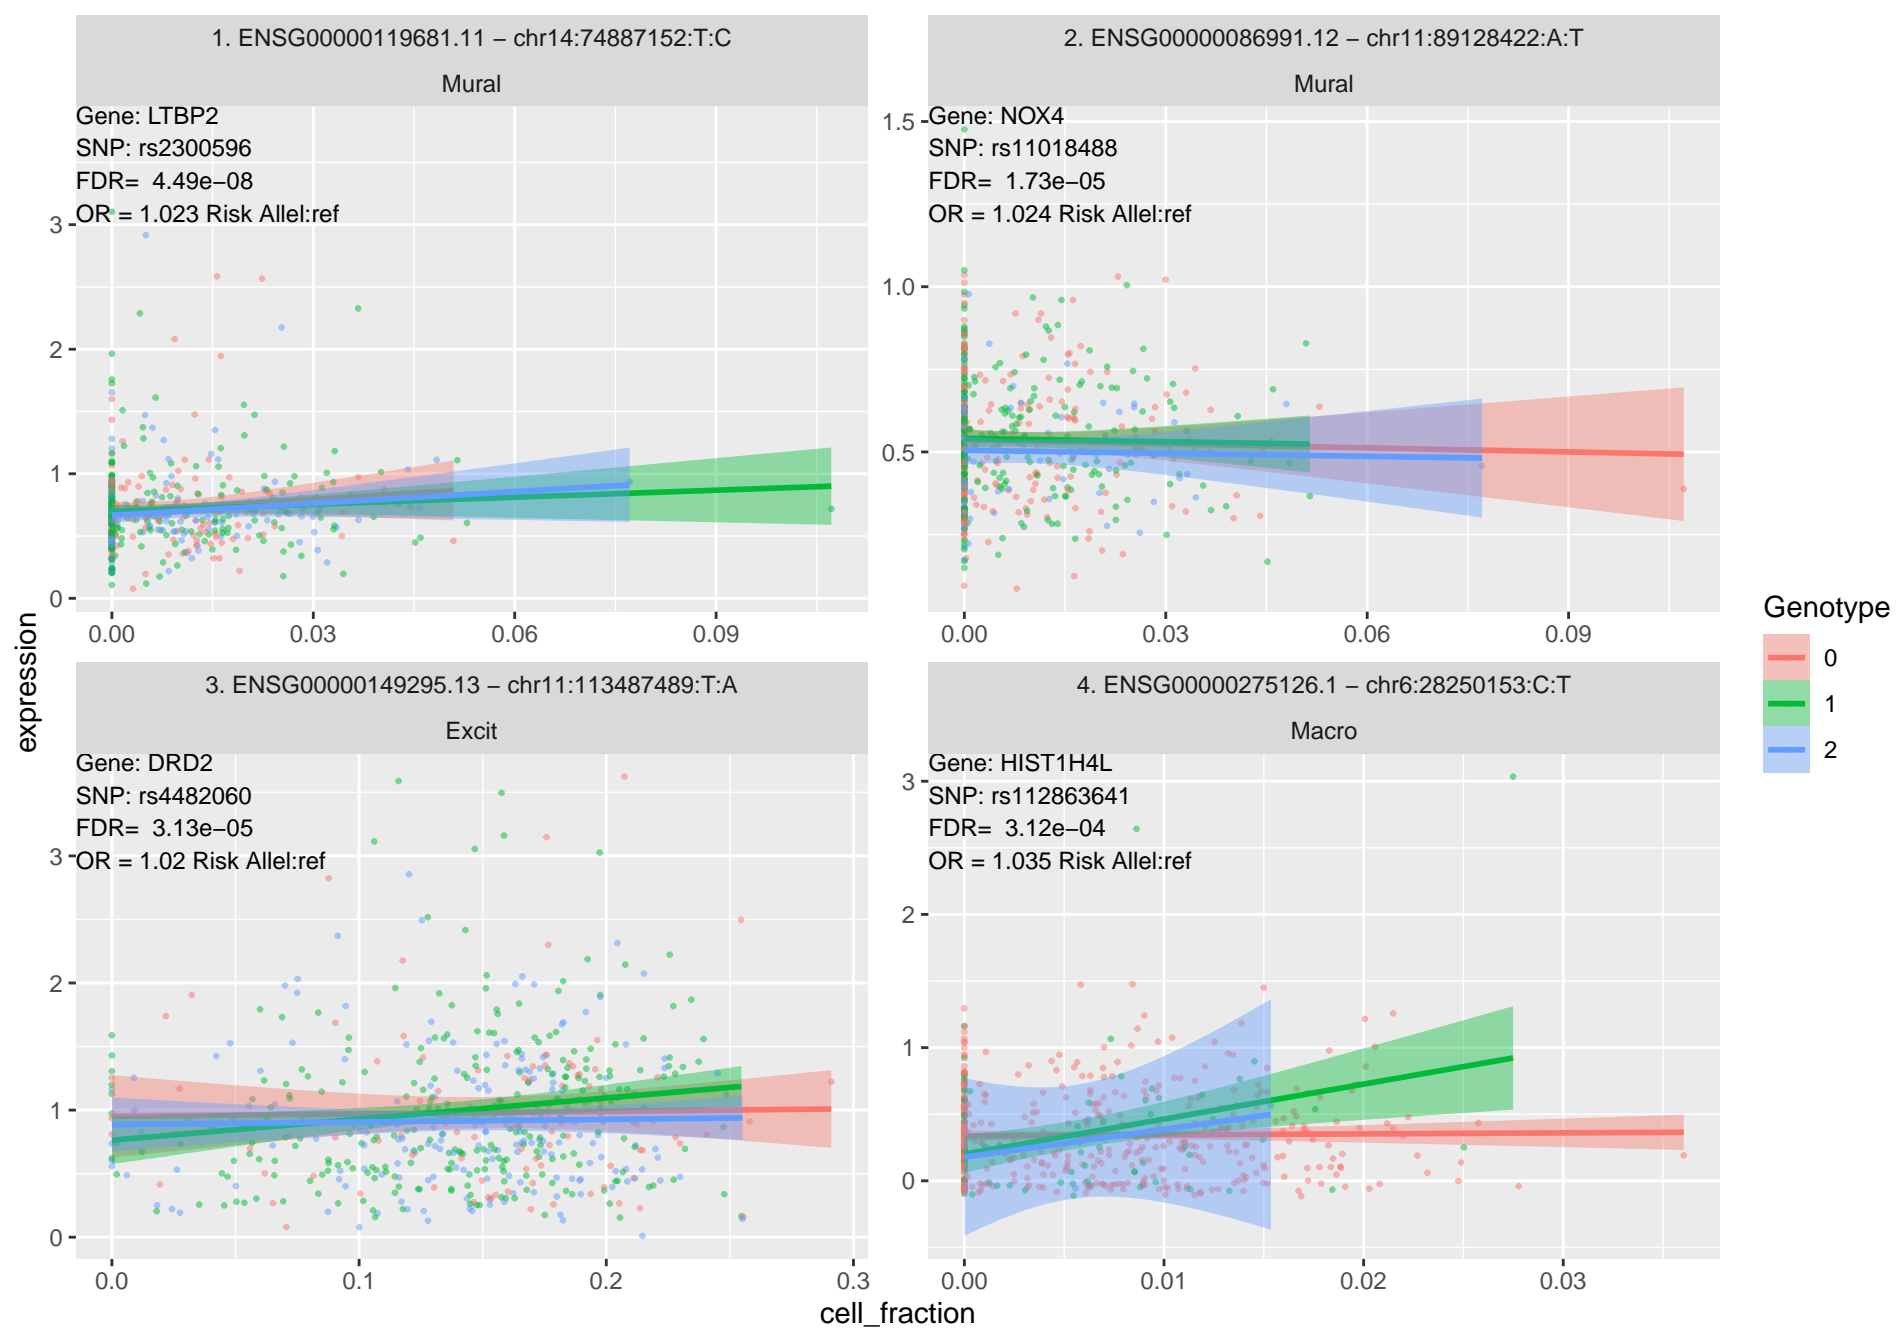 1. ENSG00000119681.11 − chr14:74887152:T:C
Mural
Gene: LTBP2
SNP: rs2300596
FDR= 4.49e−08
OR = 1.023 Risk Allel:ref
3
2
1
0
0.00 0.03 0.06 0.09
2. ENSG00000086991.12 − chr11:89128422:A:T
Mural
Gene: NOX4
SNP: rs11018488
FDR= 1.73e−05
OR = 1.024 Risk Allel:ref
1.5
1.0
0.5
0.00 0.03 0.06 0.09
3. ENSG00000149295.13 − chr11:113487489:T:A
Excit
Gene: DRD2
SNP: rs4482060
FDR= 3.13e−05
OR = 1.02 Risk Allel:ref
3
2
1
0
0.0 0.1 0.2 0.3
4. ENSG00000275126.1 − chr6:28250153:C:T
Macro
Gene: HIST1H4L
SNP: rs112863641
FDR= 3.12e−04
OR = 1.035 Risk Allel:ref
3
2
1
0
0.00 0.01 0.02 0.03
expression
cell_fraction
Genotype
0
1
2